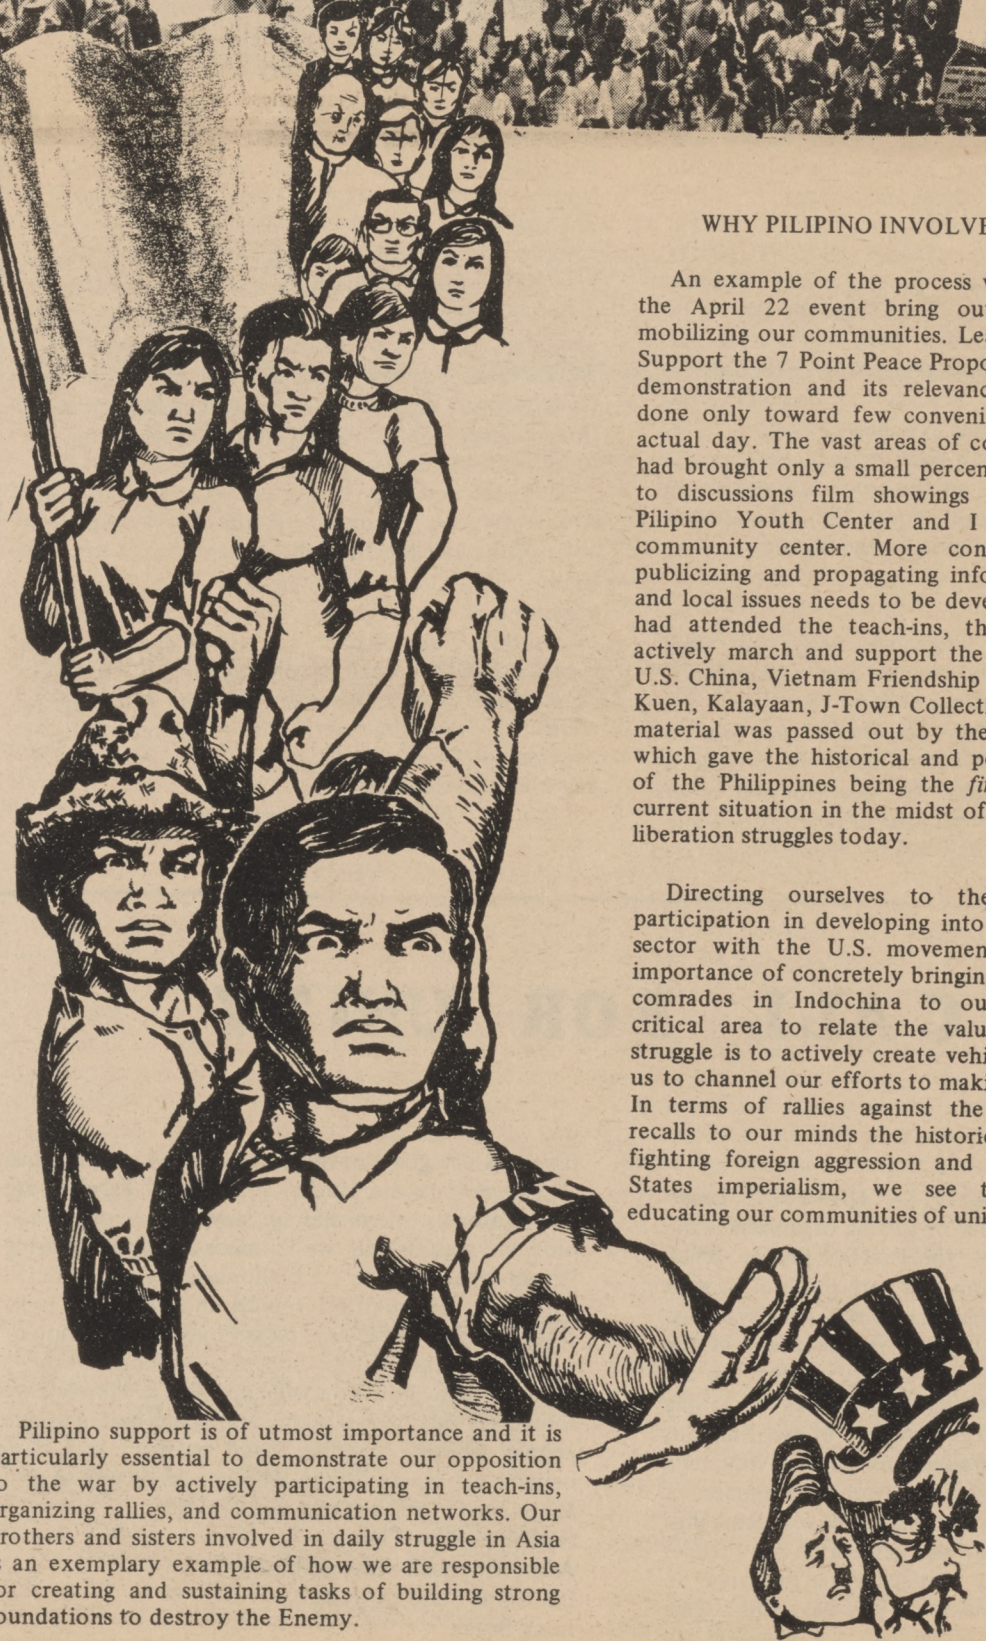 WHY PILIPINO INVOLVE
An example of the process
the April 22 event bring ou
mobilizing our communities. Le
Support the 7 Point Peace Propo
demonstration and its relevanc
done only toward few conveni
actual day. The vast areas of co
had brought only a small percen
to discussions film showings
Pilipino Youth Center and I
community center. More con
publicizing and propagating info
and local issues needs to be deve
had attended the teach-ins, th
actively march and support the
U.S. China, Vietnam Friendship
Kuen, Kalayaan, J-Town Collect
material was passed out by the
which gave the historical and p
of the Philippines being the fi
current situation in the midst of
liberation struggles today.
Directing ourselves to the
participation in developing into
sector with the U.S. movemen
importance of concretely bringin
comrades in Indochina to ou
critical area to relate the valu
struggle is to actively create vehi
us to channel our efforts to maki
In terms of rallies against the
recalls to our minds the historic
fighting foreign aggression and
States imperialism, we see t
educating our communities of uni
Pilipino support is of utmost importance and it is
articularly essential to demonstrate our opposition
o the war by actively participating in teach-ins,
rganizing rallies, and communication networks. Our
rothers and sisters involved in daily struggle in Asia
s an exemplary example of how we are responsible
or creating and sustaining tasks of building strong
oundations to destroy the Enemy.